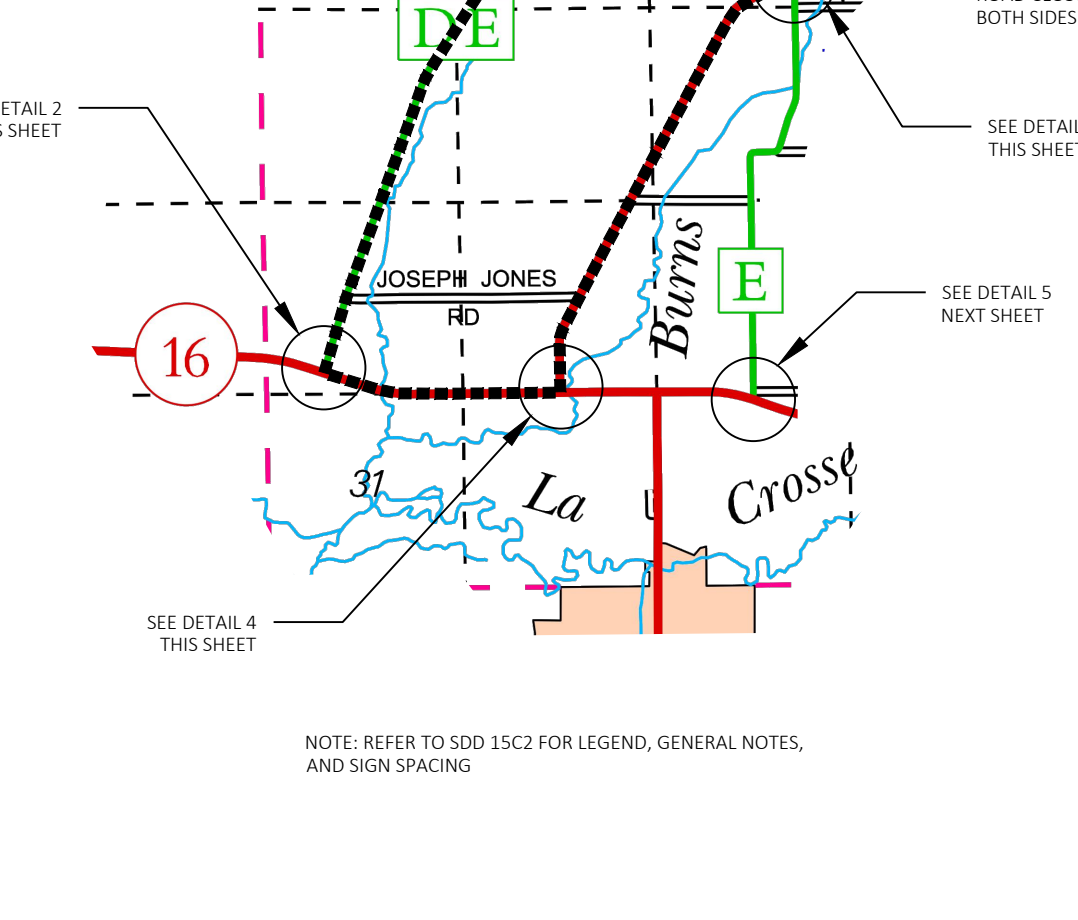 BOTH SIDES
DE
ETAIL 2
S SHEET
SEE DETAIL
THIS SHEET
JOSEPH JONES
RD
Burns
E
SEE DETAIL 5
NEXT SHEET
16
31
La
Crosse
SEE DETAIL 4
THIS SHEET
NOTE: REFER TO SDD 15C2 FOR LEGEND, GENERAL NOTES,
AND SIGN SPACING